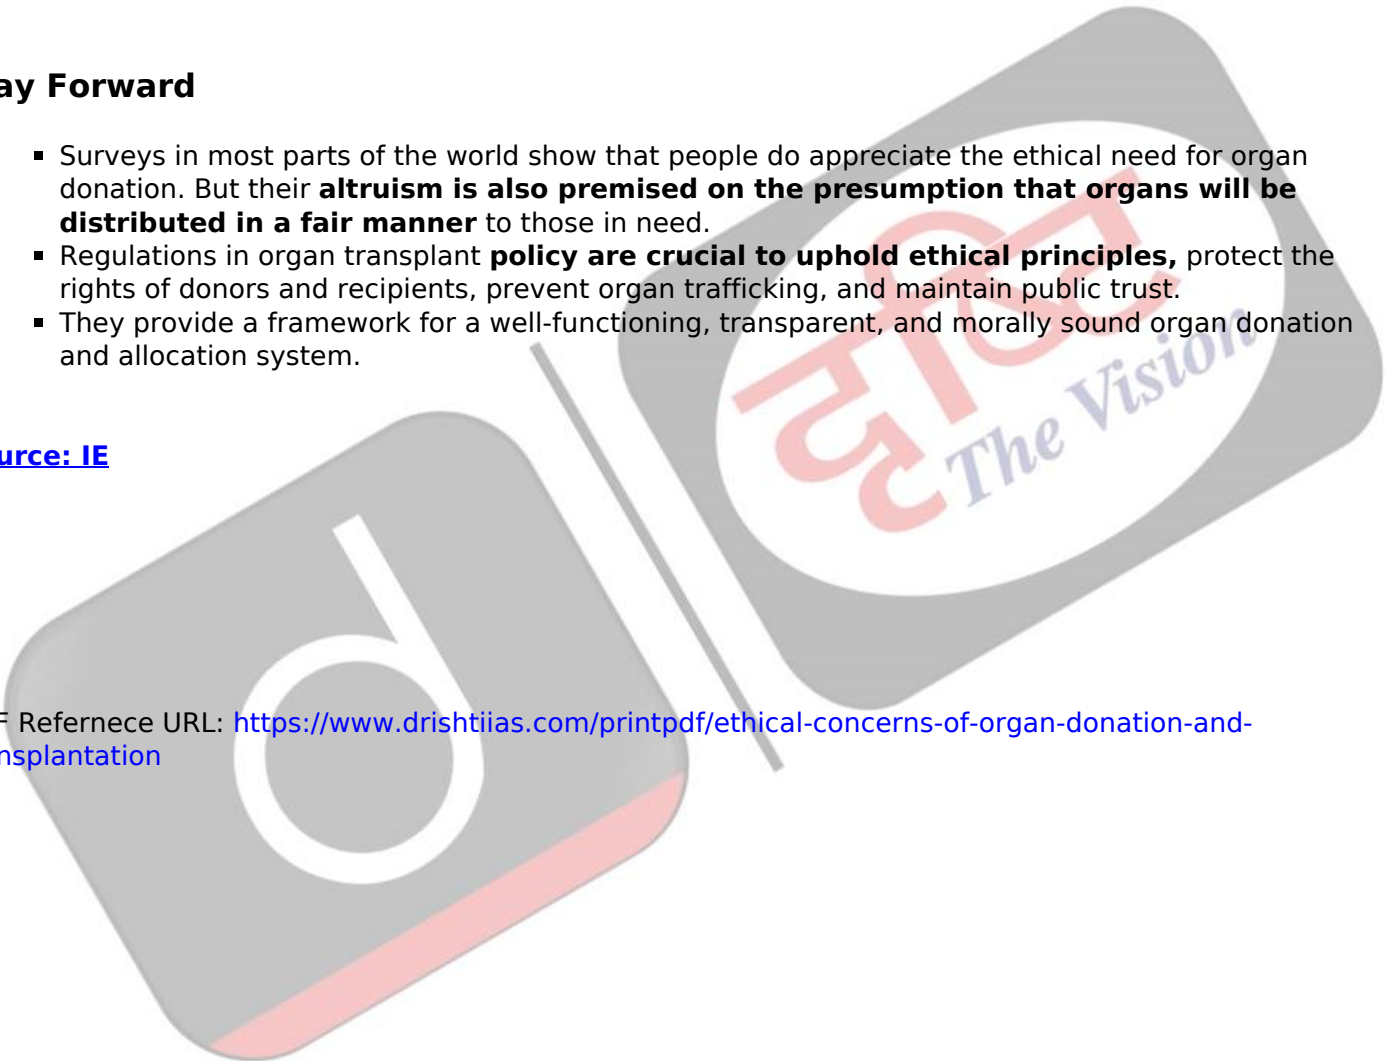 ay Forward
▪ Surveys in most parts of the world show that people do appreciate the ethical need for organ
donation. But their altruism is also premised on the presumption that organs will be
distributed in a fair manner to those in need.
▪ Regulations in organ transplant policy are crucial to uphold ethical principles, protect the
rights of donors and recipients, prevent organ trafficking, and maintain public trust.
▪ They provide a framework for a well-functioning, transparent, and morally sound organ donation
and allocation system.
दृष्टि
The Vision
urce: IE
d
F Refernece URL: https://www.drishtiias.com/printpdf/ethical-concerns-of-organ-donation-and-
nsplantation